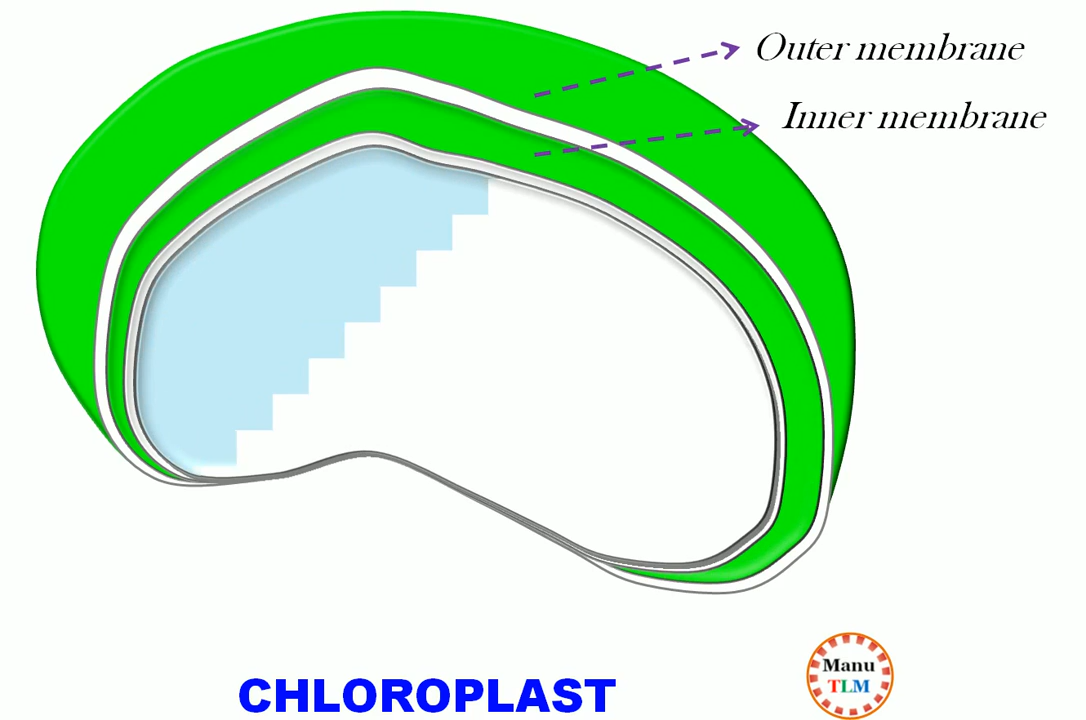 Outer membrane
Inner membrane
CHLOROPLAST
Manu
TLM